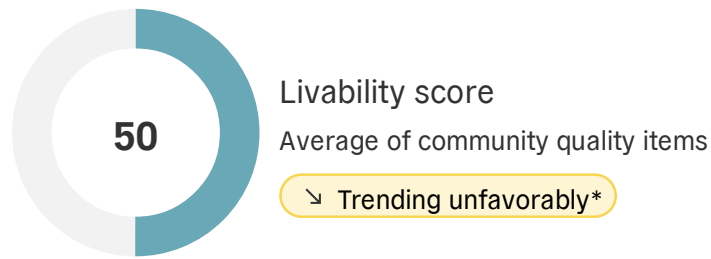 50
Livability score
Average of community quality items
↘ Trending unfavorably*